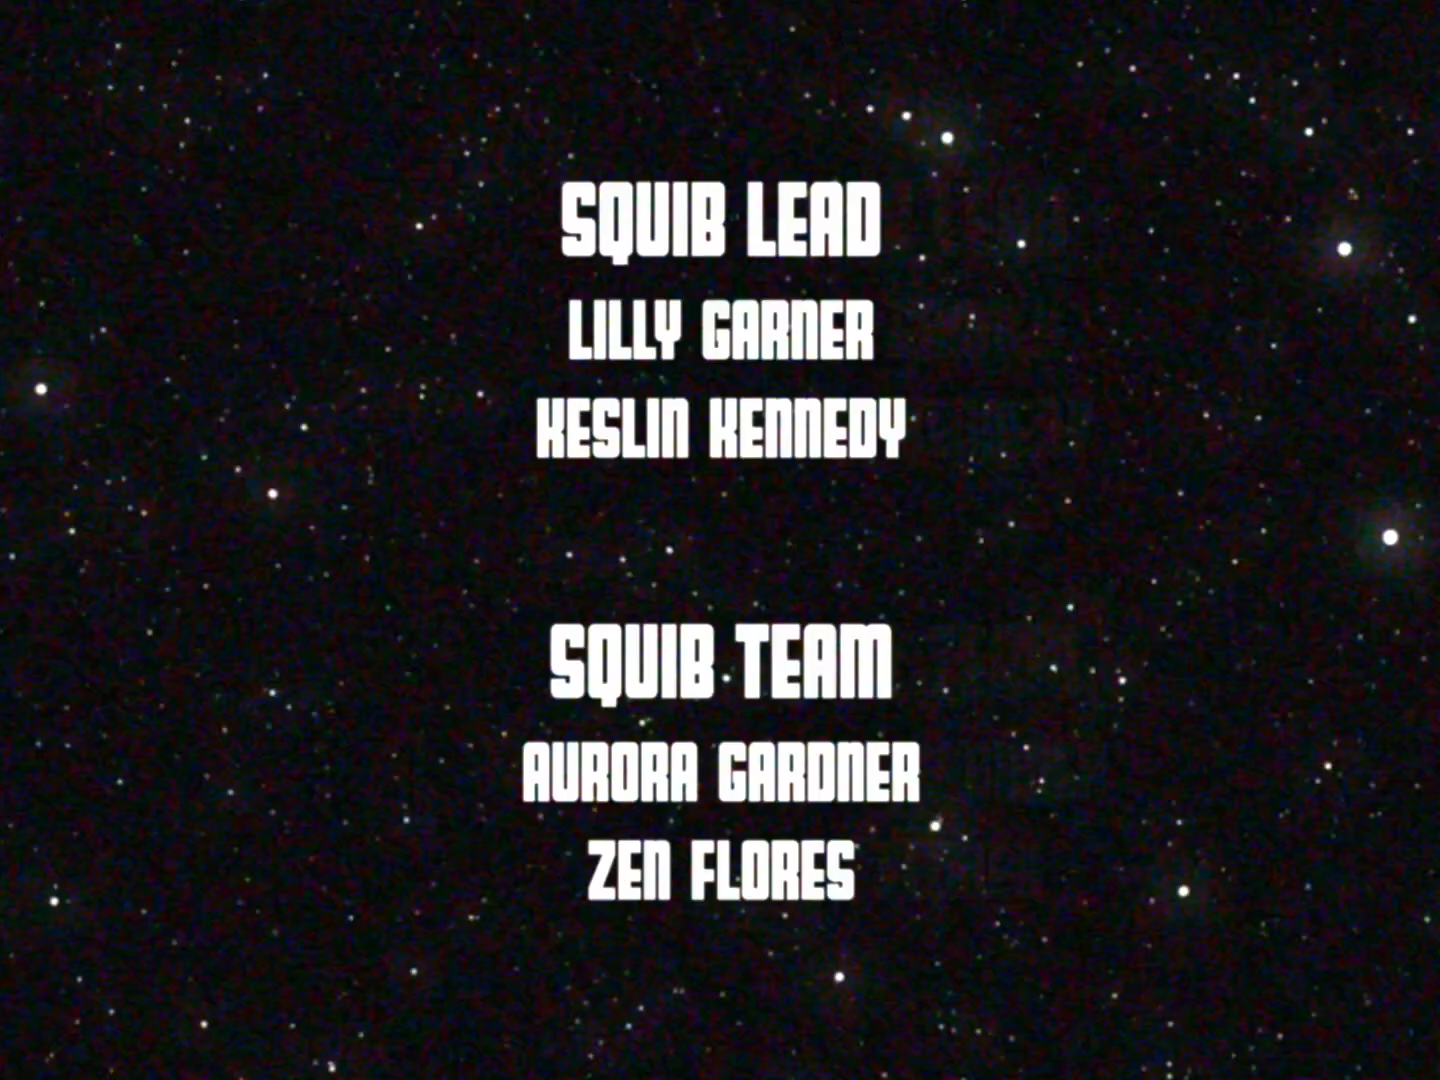 SQUIB LEAD
LILLY GARNER
KESLIN KENNEDY
SQUIB TEAM
AURORA GARDNER
ZEN FLORES